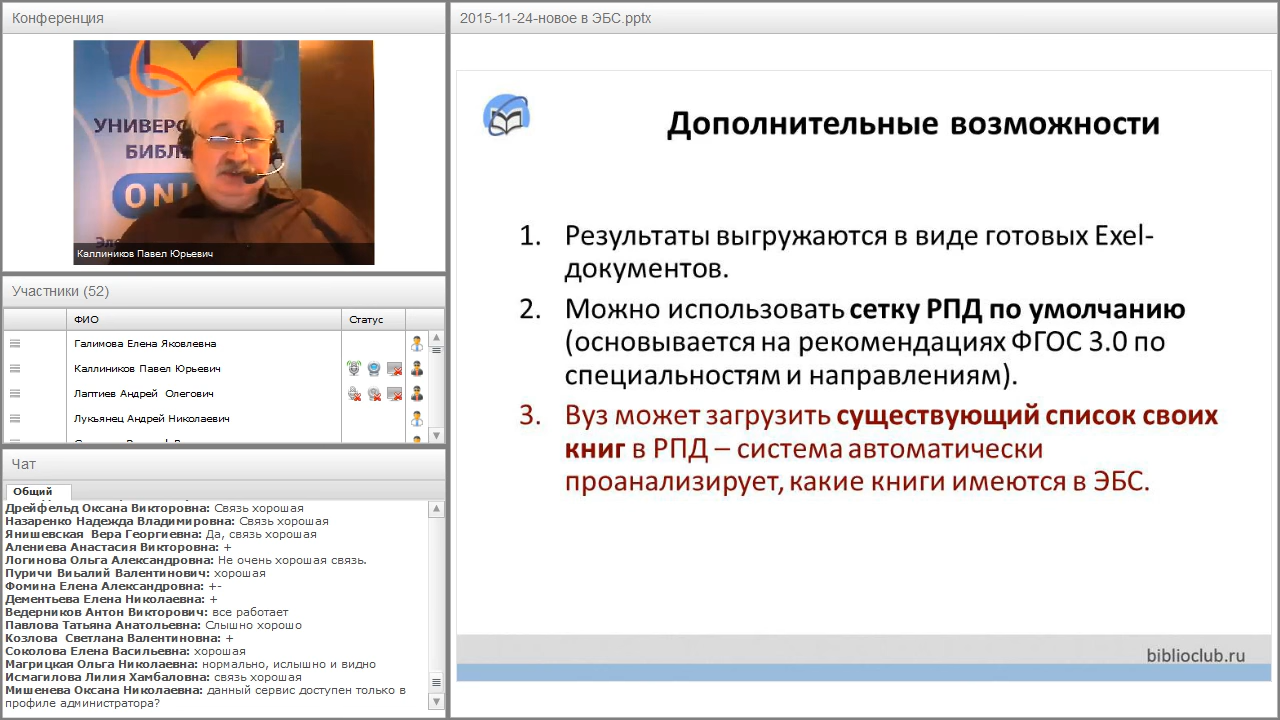 Конференция
УНИВЕРС
БИБЛ
ONL
Эле
Каллиников Павел Юрьевич
Участники (52)
ФИО Статус
Галимова Елена Яковлевна
Каллиников Павел Юрьевич
Лаптиев Андрей Олегович
Лукьянец Андрей Николаевич
Чат
Общий
Дрейфельд Оксана Викторовна: Связь хорошая
Назаренко Надежда Владимировна: Связь хорошая
Янишевская Вера Георгиевна: Да, связь хорошая
Алениева Анастасия Викторовна: +
Логинова Ольга Александровна: Не очень хорошая связь.
Пуричи Виьалий Валентинович: хорошая
Фомина Елена Александровна: +-
Дементьева Елена Николаевна: +
Ведерников Антон Викторович: все работает
Павлова Татьяна Анатольевна: Слышно хорошо
Козлова Светлана Валентиновна: +
Соколова Елена Васильевна: хорошая
Магрицкая Ольга Николаевна: нормально, ислышно и видно
Исмагилова Лилия Хамбаловна: связь хорошая
Мишенева Оксана Николаевна: данный сервис доступен только в
профиле администратора?
2015-11-24-новое в ЭБС.pptx
Дополнительные возможности
1. Результаты выгружаются в виде готовых Exel-
документов.
2. Можно использовать сетку РПД по умолчанию
(основывается на рекомендациях ФГОС 3.0 по
специальностям и направлениям).
3. Вуз может загрузить существующий список своих
книг в РПД – система автоматически
проанализирует, какие книги имеются в ЭБС.
biblioclub.ru